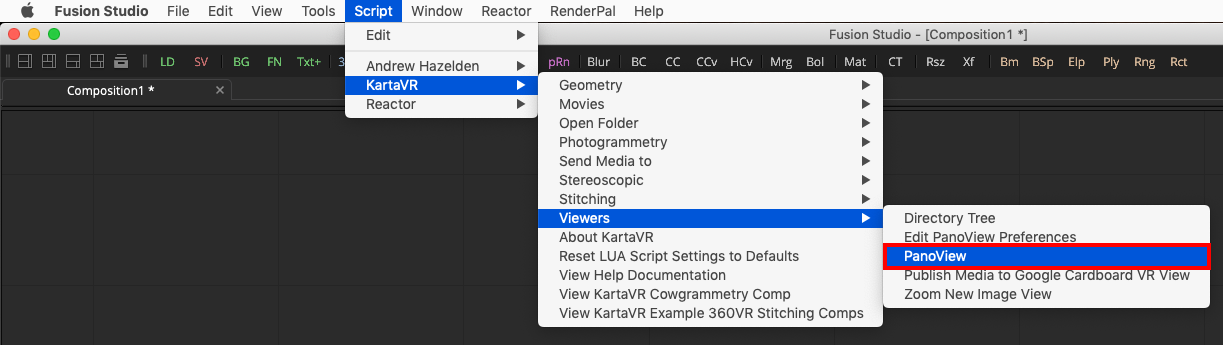 Fusion Studio File Edit View Tools Script Window Reactor RenderPal Help
Fusion Studio - [Composition1 *]
LD SV BG FN Txt+ 3 pRn Blur BC CC CCv HCv Mrg Bol Mat CT Rsz Xf Bm BSp Elp Ply Rng Rct
Composition1 *
Edit
Andrew Hazelden
KartaVR
Reactor
Geometry
Movies
Open Folder
Photogrammetry
Send Media to
Stereoscopic
Stitching
Viewers
About KartaVR
Reset LUA Script Settings to Defaults
View Help Documentation
View KartaVR Cowgrammetry Comp
View KartaVR Example 360VR Stitching Comps
Directory Tree
Edit PanoView Preferences
PanoView
Publish Media to Google Cardboard VR View
Zoom New Image View